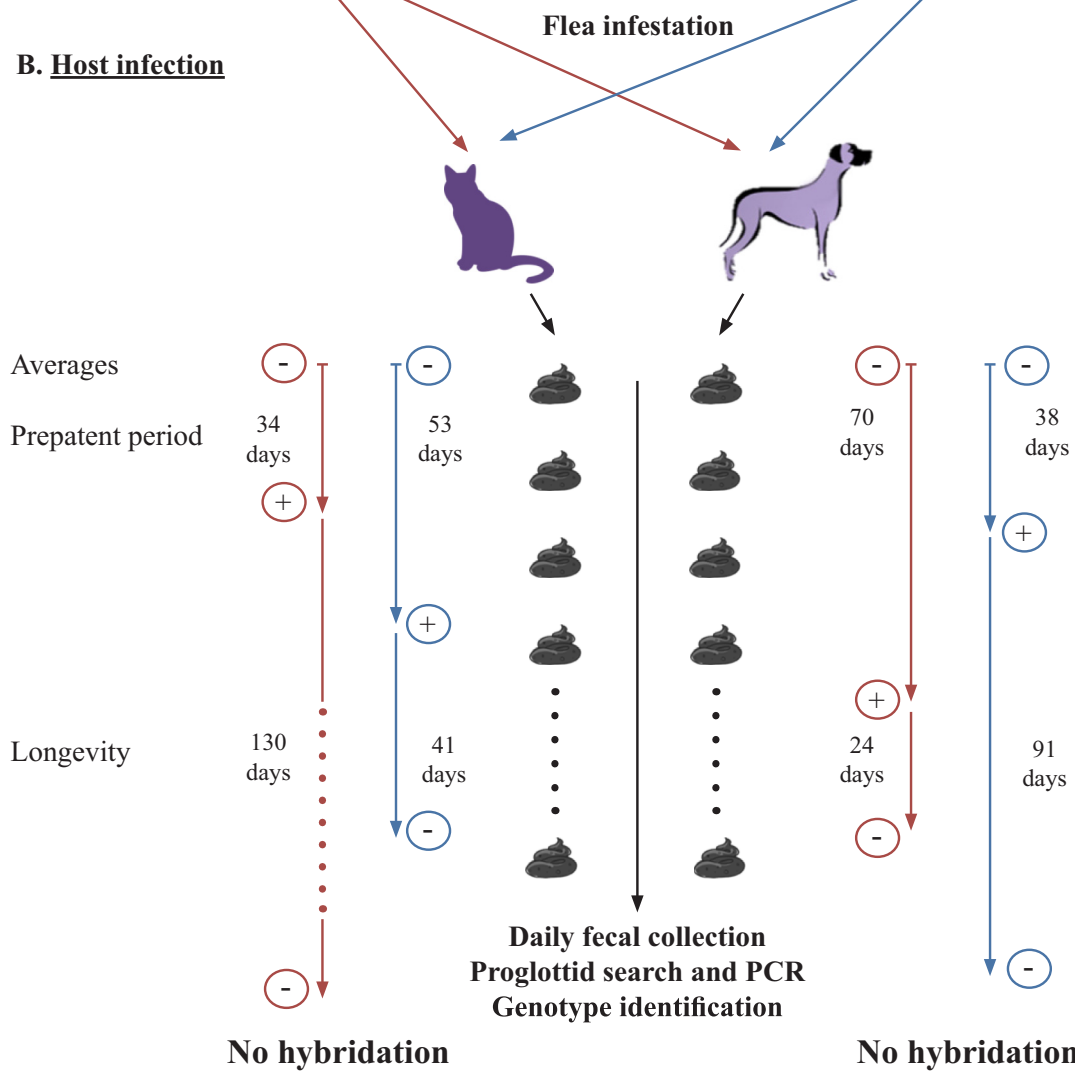 Flea infestation
B. Host infection
Averages
-
-
-
-
Prepatent period
34
days
53
days
70
days
38
days
+
+
+
+
Longevity
130
days
41
days
24
days
91
days
-
-
-
-
Daily fecal collection
Proglottid search and PCR
Genotype identification
No hybridation
No hybridation